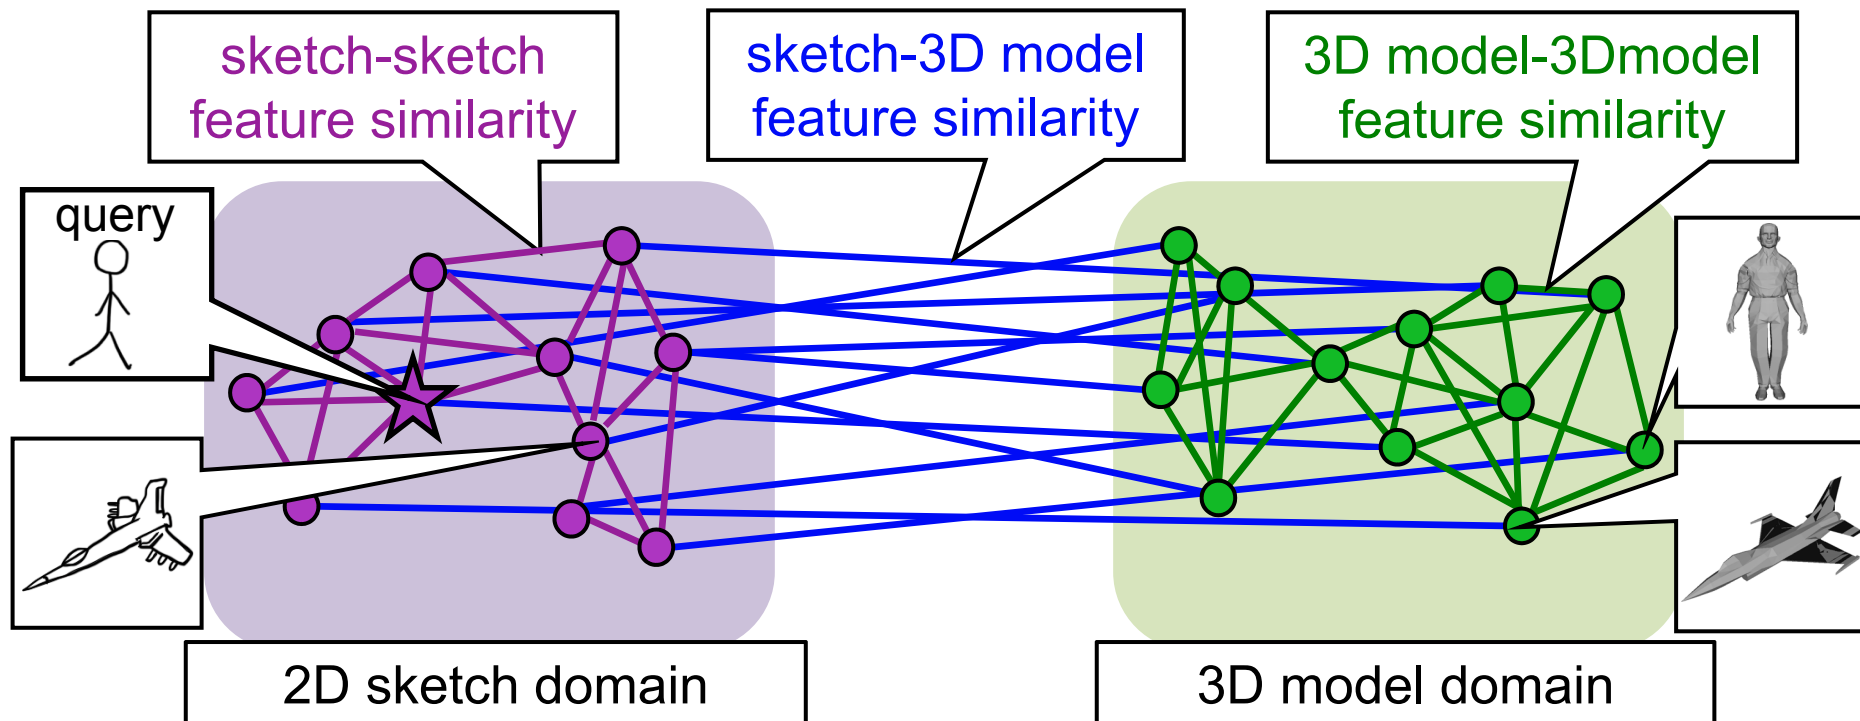 sketch-sketch
feature similarity
sketch-3D model
feature similarity
3D model-3Dmodel
feature similarity
query
2D sketch domain
3D model domain